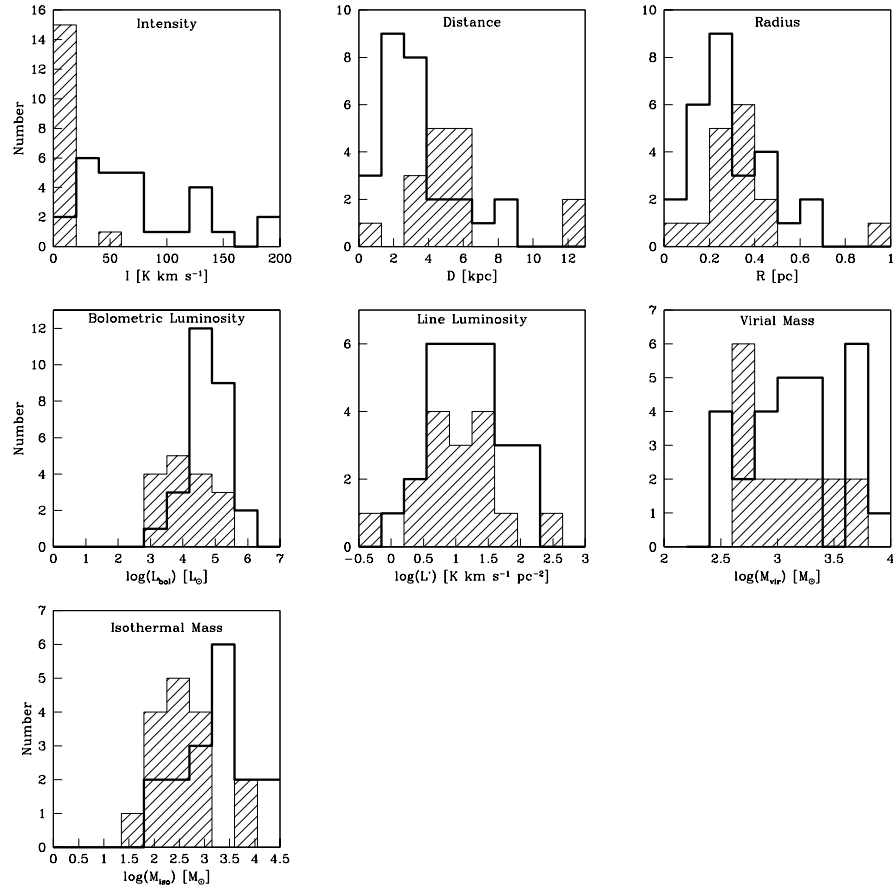 Intensity
16
14
12
10
8
6
4
2
0
Number
0 50 100 150 200
I [K km s⁻¹]
Distance
10
8
6
4
2
0
0 2 4 6 8 10 12
D [kpc]
Radius
10
8
6
4
2
0
0 0.2 0.4 0.6 0.8 1
R [pc]
Bolometric Luminosity
12
10
8
6
4
2
0
Number
0 1 2 3 4 5 6 7
log(L_bol) [L_⊙]
Line Luminosity
6
4
2
0
−0.5 0 0.5 1 1.5 2 2.5 3
log(L') [K km s⁻¹ pc⁻²]
Virial Mass
7
6
5
4
3
2
1
0
2 2.5 3 3.5 4
log(M_vir) [M_⊙]
Isothermal Mass
7
6
5
4
3
2
1
0
Number
0 0.5 1 1.5 2 2.5 3 3.5 4 4.5
log(M_iso) [M_⊙]